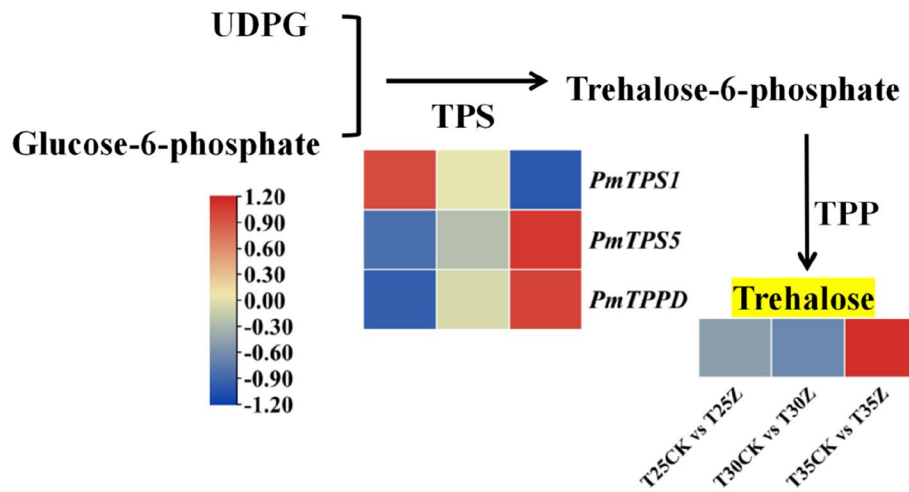 UDPG
Trehalose-6-phosphate
TPS
Glucose-6-phosphate
PmTPS1
1.20
0.90
0.60
0.30
0.00
-0.30
-0.60
-0.90
-1.20
PmTPS5
PmTPPD
TPP
Trehalose
T25CK vs T25Z
T30CK vs T30Z
T35CK vs T35Z